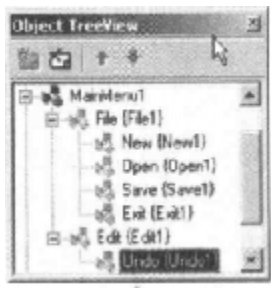 Object TreeView
MainMenu1
File {File1}
New {New1}
Open {Open1}
Save {Save1}
Exit {Exit1}
Edit {Edit1}
Undo {Undo1}